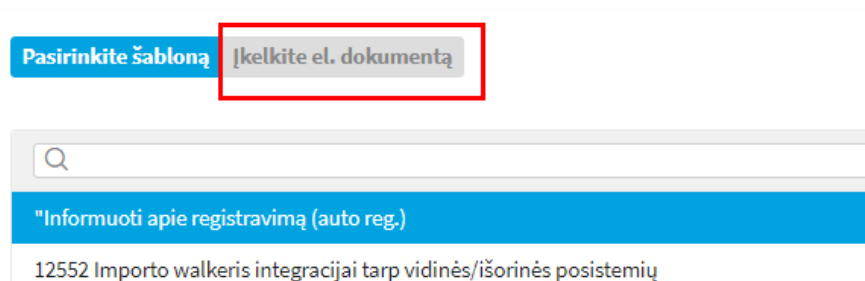 Pasirinkite šabloną Įkelkite el. dokumentą
"Informuoti apie registravimą (auto reg.)
12552 Importo walkeris integracijai tarp vidinės/išorinės posistemių